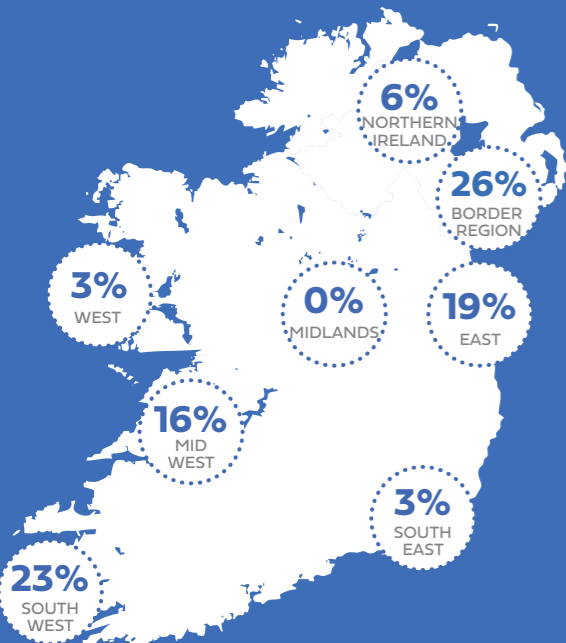 6%
NORTHERN
IRELAND
26%
BORDER
REGION
3%
WEST
0%
MIDLANDS
19%
EAST
16%
MID
WEST
3%
SOUTH
EAST
23%
SOUTH
WEST